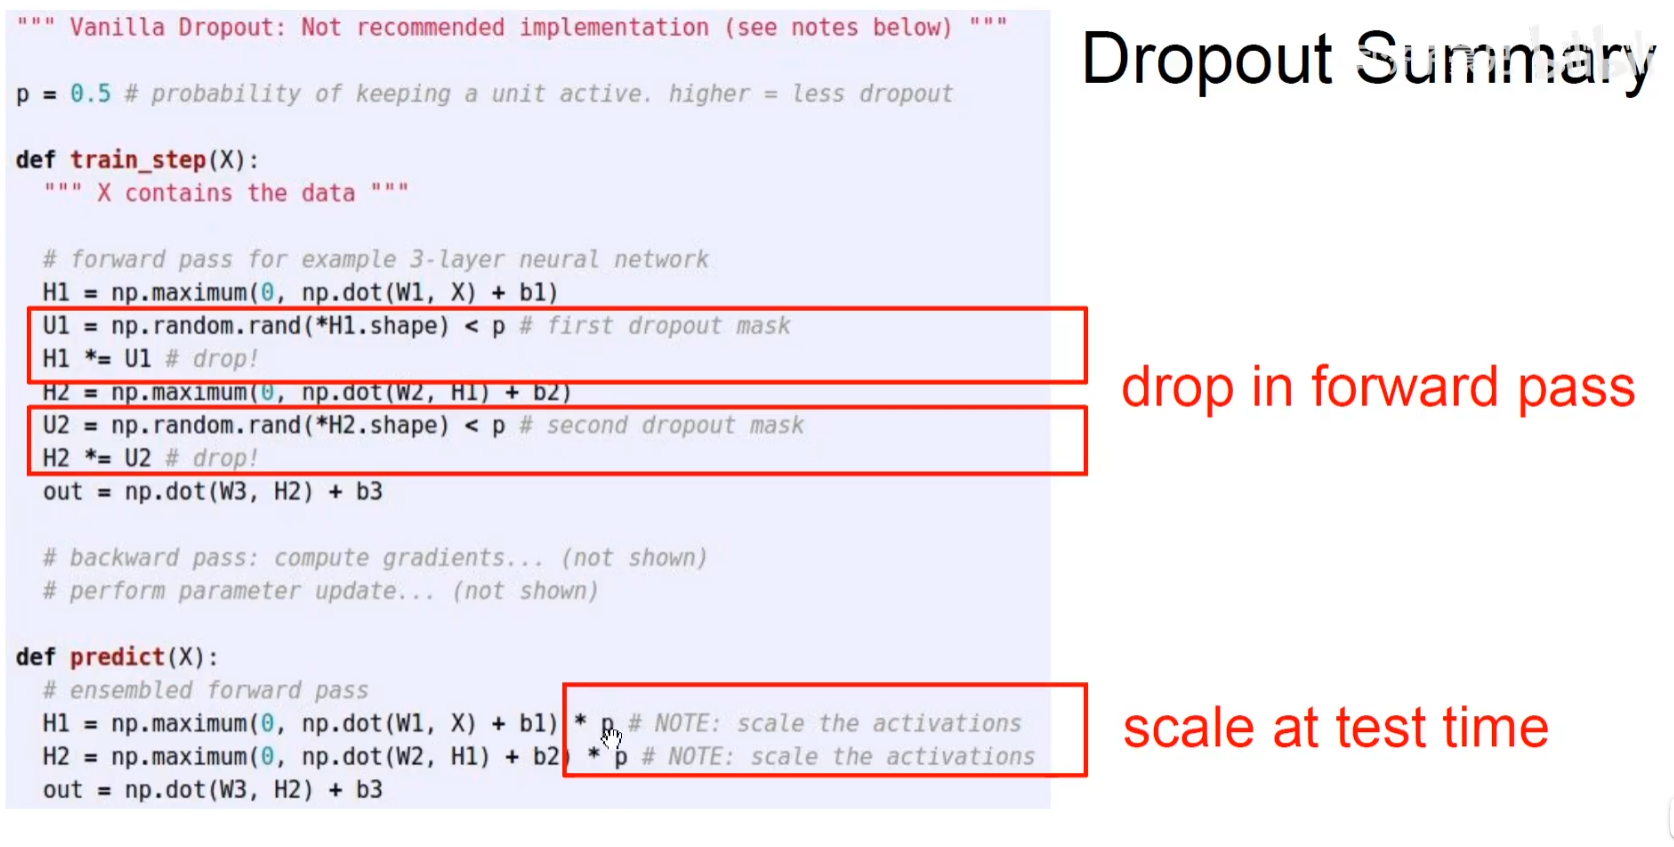 """ Vanilla Dropout: Not recommended implementation (see notes below) """
Dropout Summary
p = 0.5 # probability of keeping a unit active. higher = less dropout
def train_step(X):
""" X contains the data """
# forward pass for example 3-layer neural network
H1 = np.maximum(0, np.dot(W1, X) + b1)
U1 = np.random.rand(*H1.shape) < p # first dropout mask
H1 *= U1 # drop!
H2 = np.maximum(0, np.dot(W2, H1) + b2)
U2 = np.random.rand(*H2.shape) < p # second dropout mask
H2 *= U2 # drop!
out = np.dot(W3, H2) + b3
drop in forward pass
# backward pass: compute gradients... (not shown)
# perform parameter update... (not shown)
def predict(X):
# ensembled forward pass
H1 = np.maximum(0, np.dot(W1, X) + b1) * p # NOTE: scale the activations
H2 = np.maximum(0, np.dot(W2, H1) + b2) * p # NOTE: scale the activations
out = np.dot(W3, H2) + b3
scale at test time